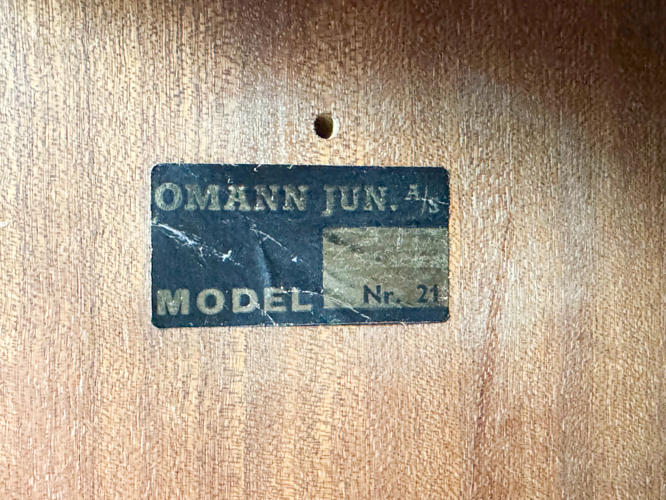 OMANN JUN. A/S
MODEL Nr. 21